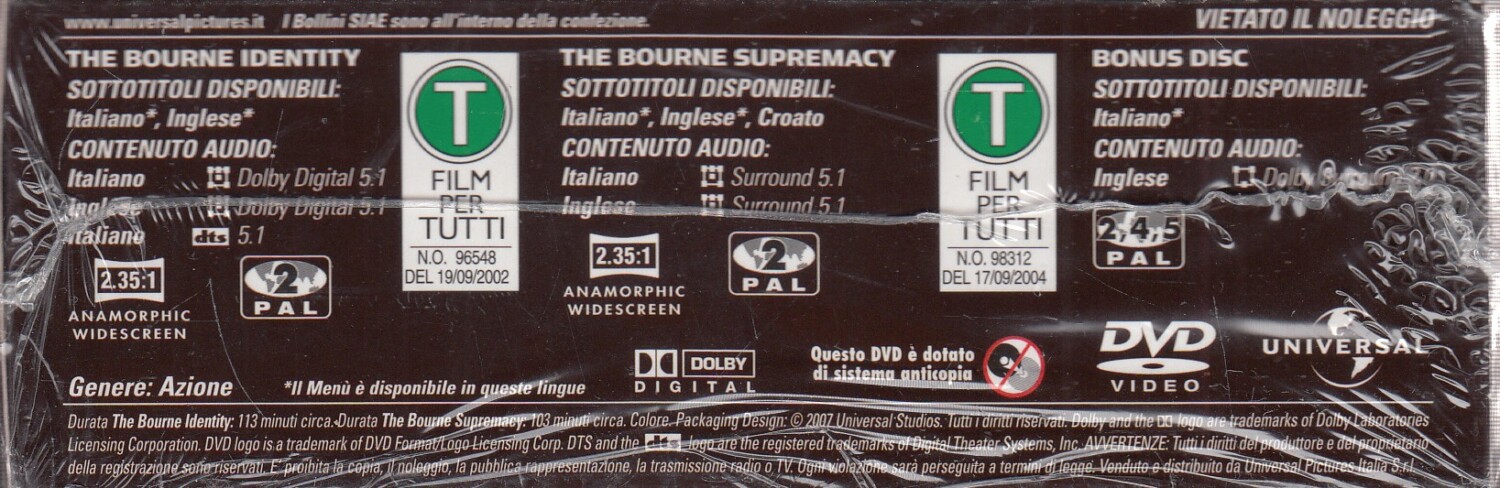 www.universalpictures.it I Bollini SIAE sono all'interno della confezione.
VIETATO IL NOLEGGIO
THE BOURNE IDENTITY
SOTTOTITOLI DISPONIBILI:
Italiano*, Inglese*
CONTENUTO AUDIO:
Italiano Dolby Digital 5.1
Inglese Dolby Digital 5.1
Italiano dts 5.1
2.35:1
ANAMORPHIC
WIDESCREEN
2
PAL
T
FILM
PER
TUTTI
N.O. 96548
DEL 19/09/2002
THE BOURNE SUPREMACY
SOTTOTITOLI DISPONIBILI:
Italiano*, Inglese*, Croato
CONTENUTO AUDIO:
Italiano Surround 5.1
Inglese Surround 5.1
2.35:1
ANAMORPHIC
WIDESCREEN
2
PAL
T
FILM
PER
TUTTI
N.O. 98312
DEL 17/09/2004
BONUS DISC
SOTTOTITOLI DISPONIBILI:
Italiano*
CONTENUTO AUDIO:
Inglese Dolby
2,4,5
PAL
Genere: Azione
*Il Menù è disponibile in queste lingue
DOLBY
DIGITAL
Questo DVD è dotato
di sistema anticopia
DVD
VIDEO
UNIVERSAL
Durata The Bourne Identity: 113 minuti circa. Durata The Bourne Supremacy: 103 minuti circa. Colore. Packaging Design: © 2007 Universal Studios. Tutti i diritti riservati. Dolby and the logo are trademarks of Dolby Laboratories
Licensing Corporation. DVD logo is a trademark of DVD Format/Logo Licensing Corp. DTS and the dts logo are the registered trademarks of Digital Theater Systems, Inc. AVVERTENZE: Tutti i diritti del produttore e del proprietario
della registrazione sono riservati. E' proibita la copia, il noleggio, la pubblica rappresentazione, la trasmissione radio o TV. Ogni violazione sarà perseguita a termini di legge. Venduto e distribuito da Universal Pictures Italia S.r.l.